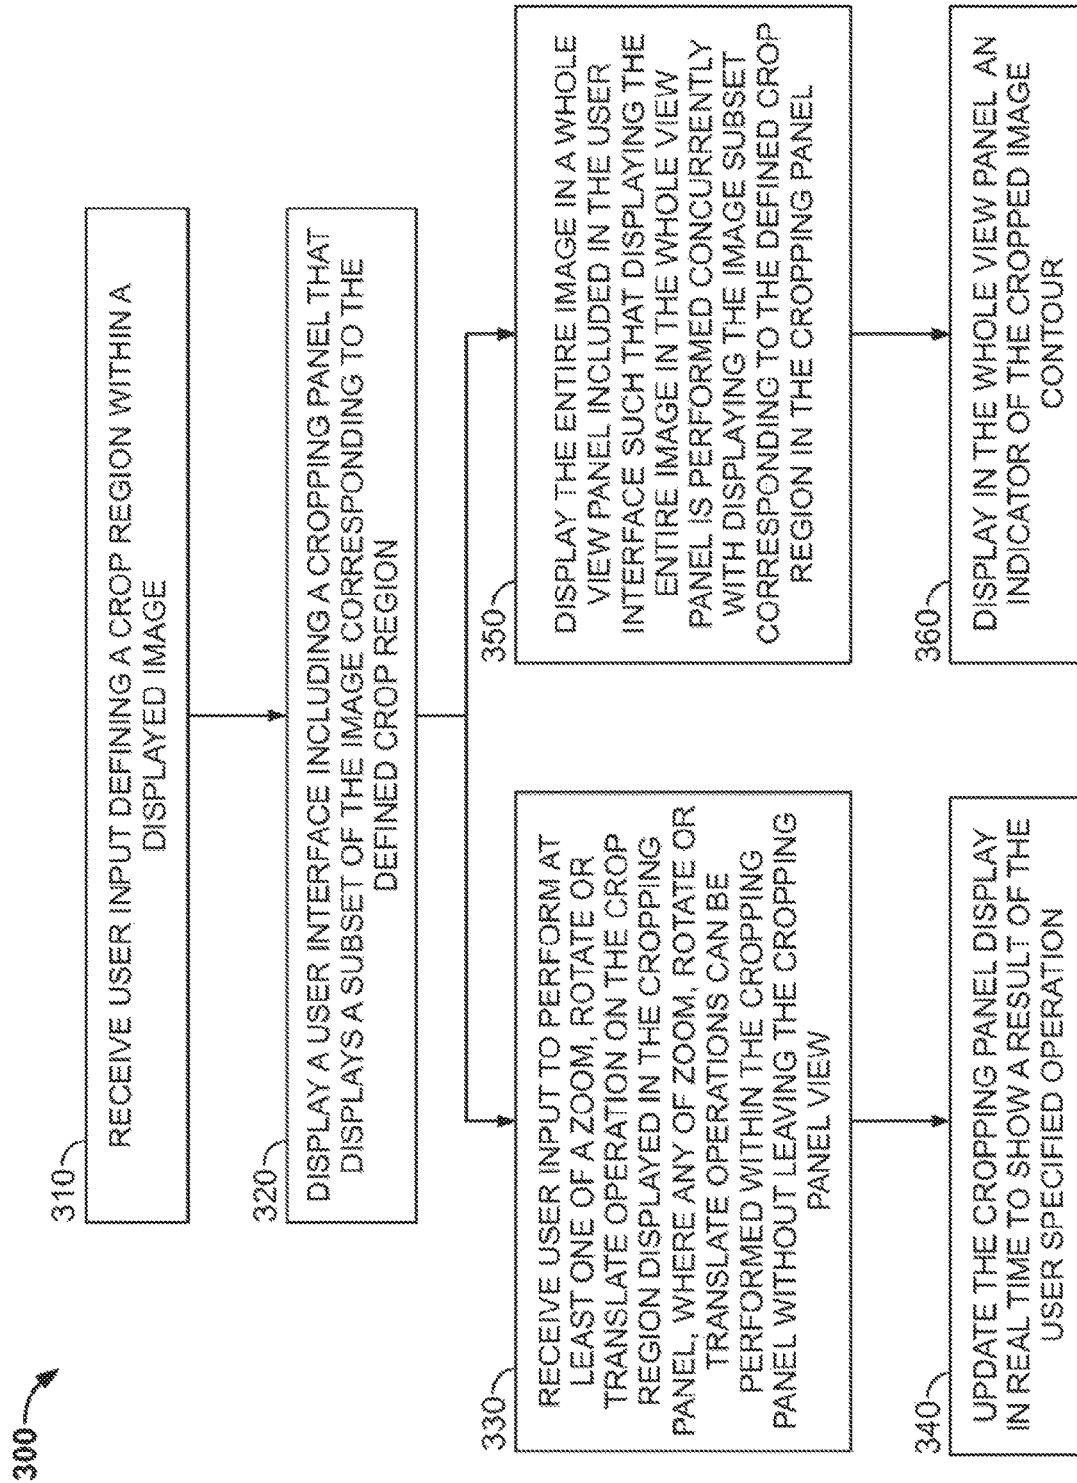 300
310
RECEIVE USER INPUT DEFINING A CROP REGION WITHIN A
DISPLAYED IMAGE
320
DISPLAY A USER INTERFACE INCLUDING A CROPPING PANEL THAT
DISPLAYS A SUBSET OF THE IMAGE CORRESPONDING TO THE
DEFINED CROP REGION
330
RECEIVE USER INPUT TO PERFORM AT
LEAST ONE OF A ZOOM, ROTATE OR
TRANSLATE OPERATION ON THE CROP
REGION DISPLAYED IN THE CROPPING
PANEL, WHERE ANY OF ZOOM, ROTATE OR
TRANSLATE OPERATIONS CAN BE
PERFORMED WITHIN THE CROPPING
PANEL WITHOUT LEAVING THE CROPPING
PANEL VIEW
340
UPDATE THE CROPPING PANEL DISPLAY
IN REAL TIME TO SHOW A RESULT OF THE
USER SPECIFIED OPERATION
350
DISPLAY THE ENTIRE IMAGE IN A WHOLE
VIEW PANEL INCLUDED IN THE USER
INTERFACE SUCH THAT DISPLAYING THE
ENTIRE IMAGE IN THE WHOLE VIEW
PANEL IS PERFORMED CONCURRENTLY
WITH DISPLAYING THE IMAGE SUBSET
CORRESPONDING TO THE DEFINED CROP
REGION IN THE CROPPING PANEL
360
DISPLAY IN THE WHOLE VIEW PANEL AN
INDICATOR OF THE CROPPED IMAGE
CONTOUR